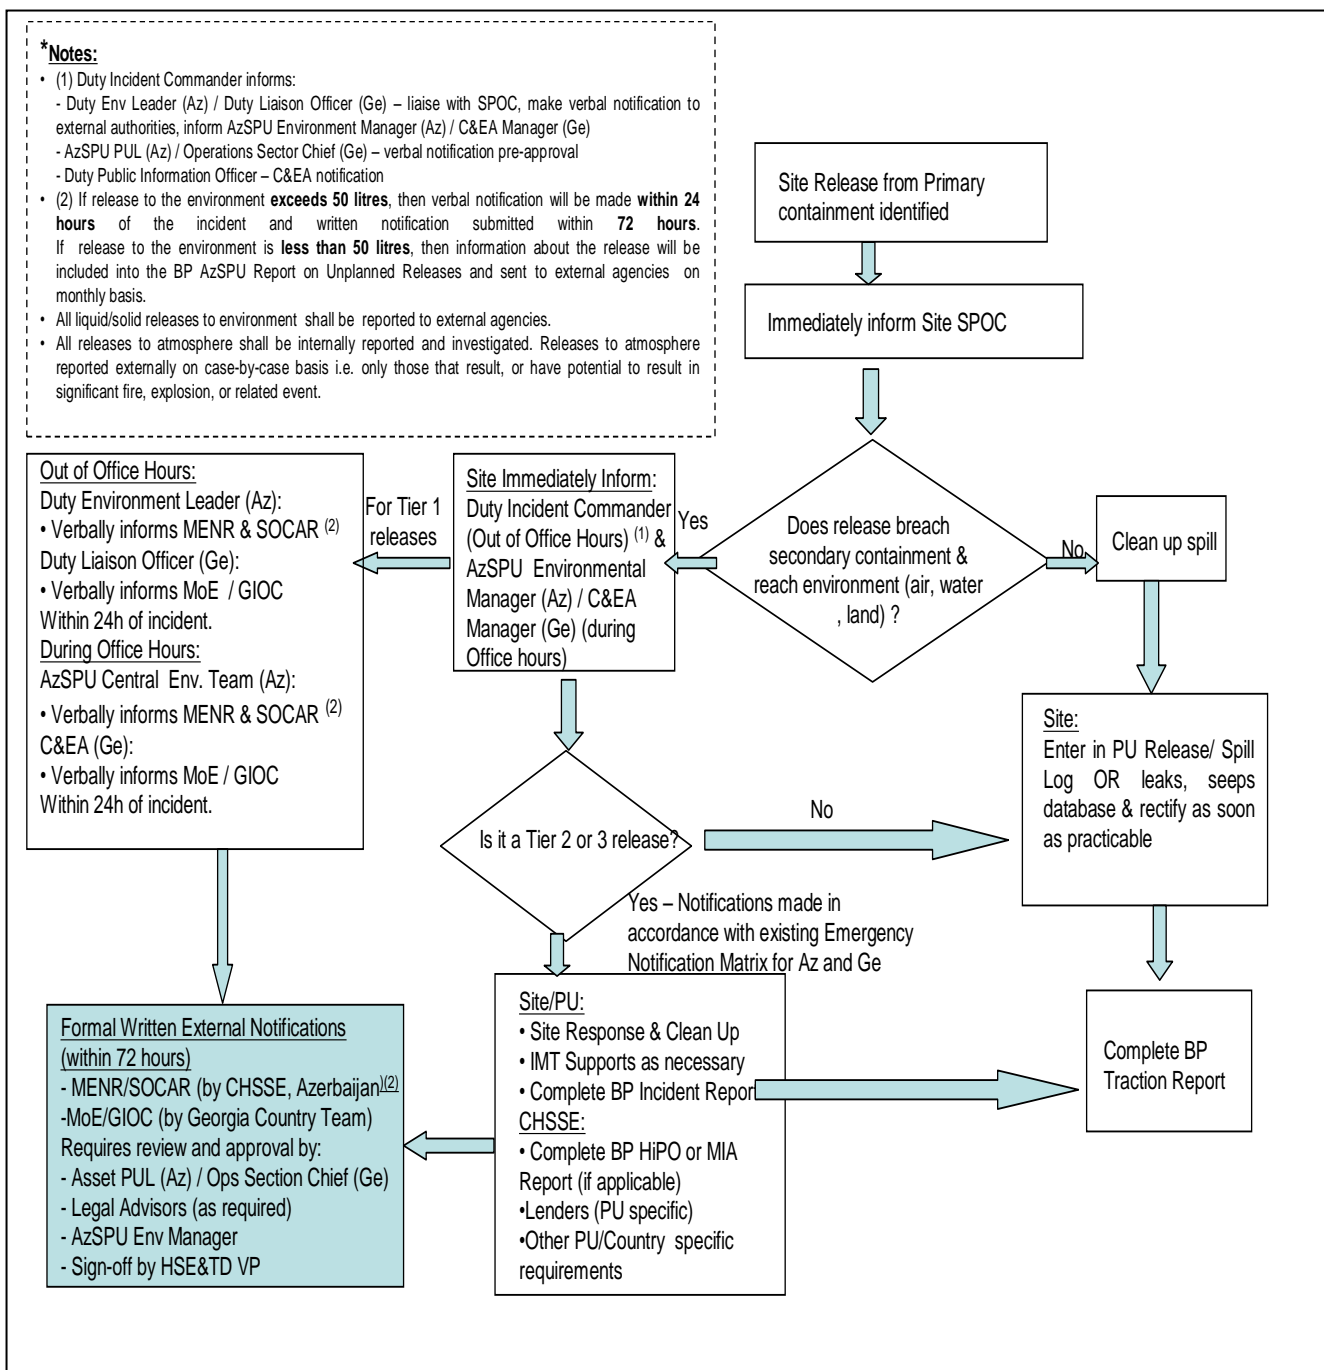 *Notes:
• (1) Duty Incident Commander informs:
- Duty Env Leader (Az) / Duty Liaison Officer (Ge) – liaise with SPOC, make verbal notification to
external authorities, inform AzSPU Environment Manager (Az) / C&EA Manager (Ge)
- AzSPU PUL (Az) / Operations Sector Chief (Ge) – verbal notification pre-approval
- Duty Public Information Officer – C&EA notification
• (2) If release to the environment exceeds 50 litres, then verbal notification will be made within 24
hours of the incident and written notification submitted within 72 hours.
If release to the environment is less than 50 litres, then information about the release will be
included into the BP AzSPU Report on Unplanned Releases and sent to external agencies on
monthly basis.
• All liquid/solid releases to environment shall be reported to external agencies.
• All releases to atmosphere shall be internally reported and investigated. Releases to atmosphere
reported externally on case-by-case basis i.e. only those that result, or have potential to result in
significant fire, explosion, or related event.
Site Release from Primary
containment identified
Immediately inform Site SPOC
Does release breach
secondary containment &
reach environment (air, water
, land) ?
Yes
No
Clean up spill
Site Immediately Inform:
Duty Incident Commander
(Out of Office Hours) (1) &
AzSPU Environmental
Manager (Az) / C&EA
Manager (Ge) (during
Office hours)
For Tier 1
releases
Out of Office Hours:
Duty Environment Leader (Az):
• Verbally informs MENR & SOCAR (2)
Duty Liaison Officer (Ge):
• Verbally informs MoE / GIOC
Within 24h of incident.
During Office Hours:
AzSPU Central Env. Team (Az):
• Verbally informs MENR & SOCAR (2)
C&EA (Ge):
• Verbally informs MoE / GIOC
Within 24h of incident.
Site:
Enter in PU Release/ Spill
Log OR leaks, seeps
database & rectify as soon
as practicable
Is it a Tier 2 or 3 release?
No
Yes – Notifications made in
accordance with existing Emergency
Notification Matrix for Az and Ge
Site/PU:
• Site Response & Clean Up
• IMT Supports as necessary
• Complete BP Incident Report
CHSSE:
• Complete BP HiPO or MIA
Report (if applicable)
•Lenders (PU specific)
•Other PU/Country specific
requirements
Complete BP
Traction Report
Formal Written External Notifications
(within 72 hours)
- MENR/SOCAR (by CHSSE, Azerbaijan)(2)
-MoE/GIOC (by Georgia Country Team)
Requires review and approval by:
- Asset PUL (Az) / Ops Section Chief (Ge)
- Legal Advisors (as required)
- AzSPU Env Manager
- Sign-off by HSE&TD VP